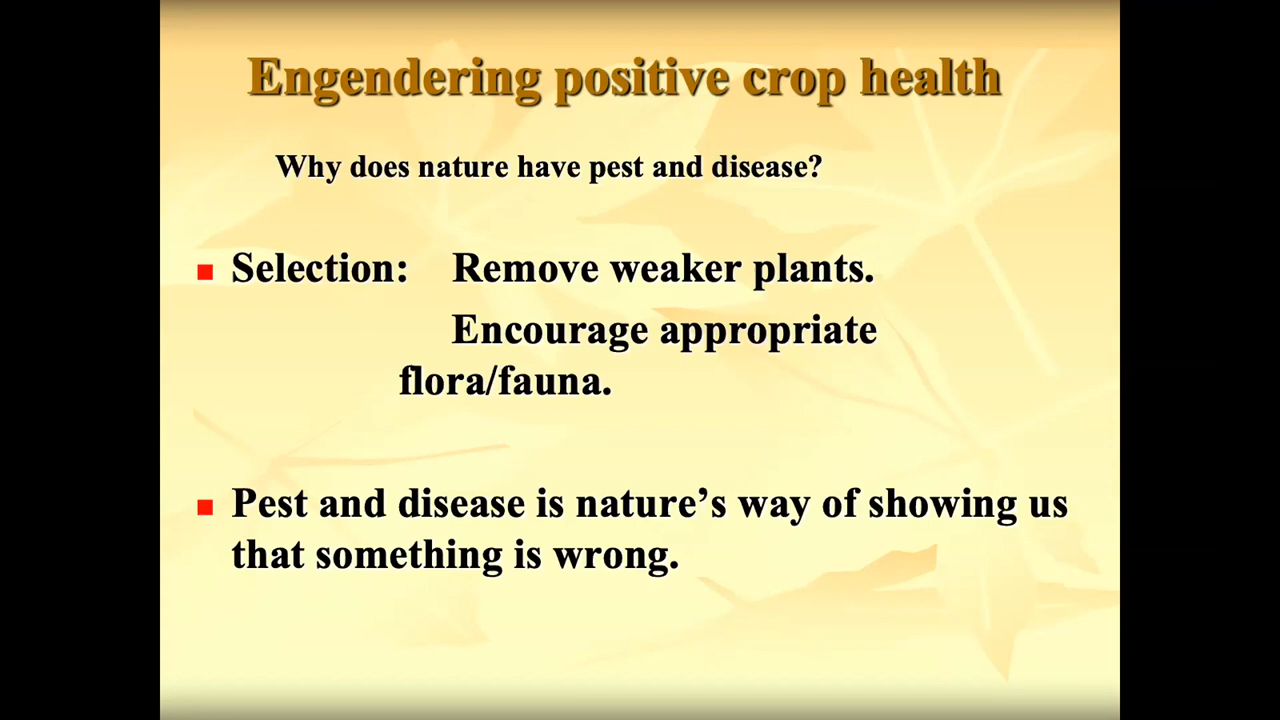 Engendering positive crop health
Why does nature have pest and disease?
Selection: Remove weaker plants.
Encourage appropriate
flora/fauna.
Pest and disease is nature’s way of showing us
that something is wrong.